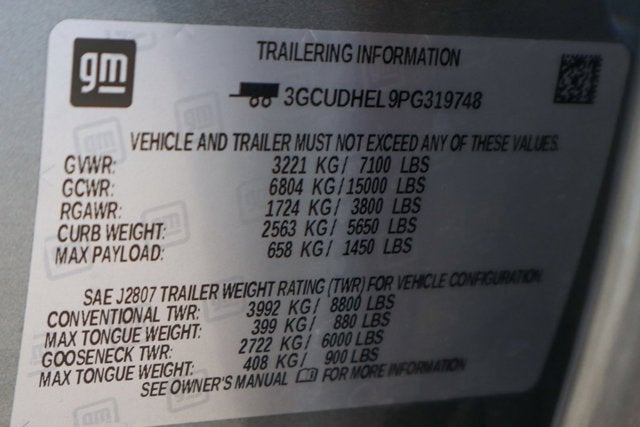 gm
TRAILERING INFORMATION
3GCUDHEL9PG319748
VEHICLE AND TRAILER MUST NOT EXCEED ANY OF THESE VALUES.
GVWR: 3221 KG/ 7100 LBS
GCWR: 6804 KG/15000 LBS
RGAWR: 1724 KG/ 3800 LBS
CURB WEIGHT: 2563 KG/ 5650 LBS
MAX PAYLOAD: 658 KG/ 1450 LBS
SAE J2807 TRAILER WEIGHT RATING (TWR) FOR VEHICLE CONFIGURATION
CONVENTIONAL TWR: 3992 KG/ 8800 LBS
MAX TONGUE WEIGHT: 399 KG/ 880 LBS
GOOSENECK TWR: 2722 KG/ 6000 LBS
MAX TONGUE WEIGHT: 408 KG/ 900 LBS
SEE OWNER'S MANUAL FOR MORE INFORMATION